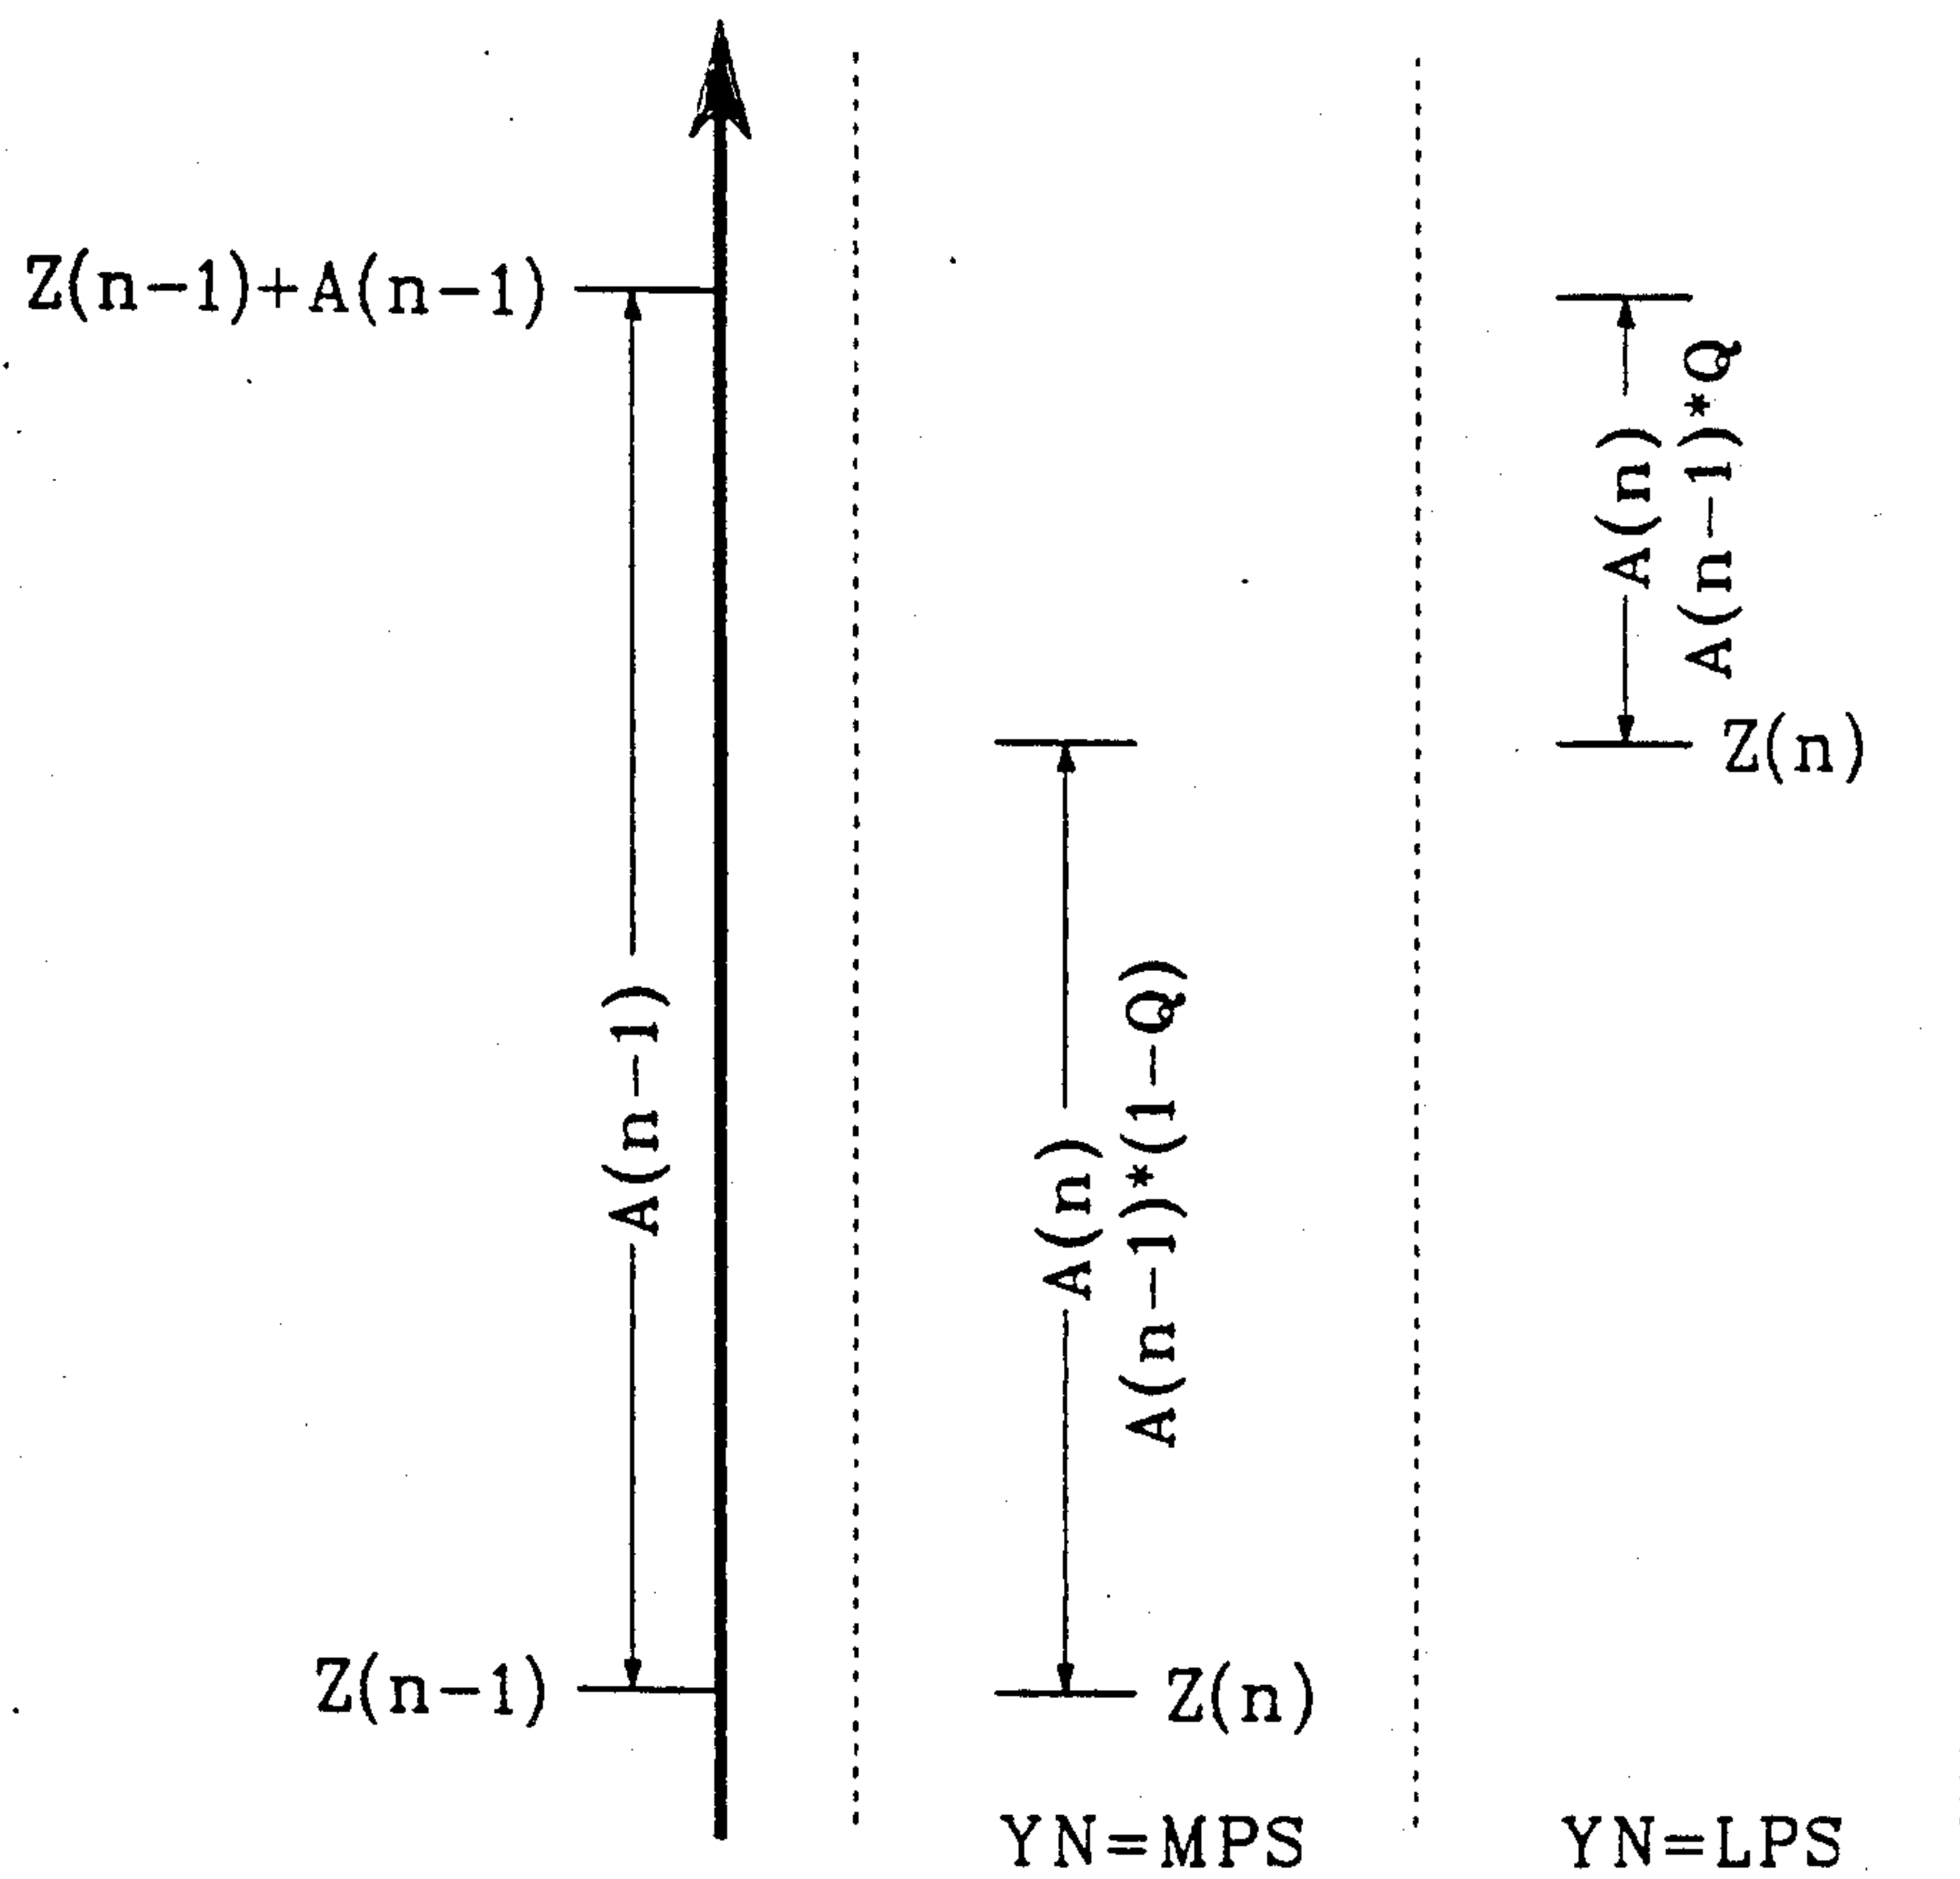 Z(n-1)+A(n-1)
A(n-1)
Z(n-1)
A(n)
A(n-1)*(1-Q)
Z(n)
YN=MPS
A(n)
A(n-1)*Q
Z(n)
YN=LPS